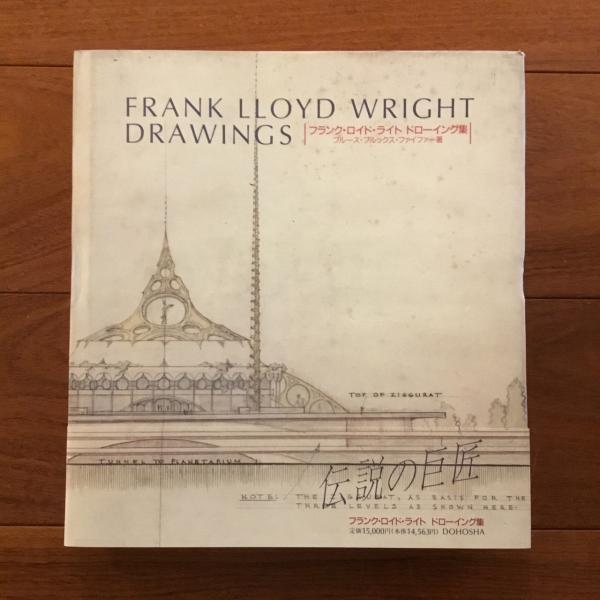 FRANK LLOYD WRIGHT
DRAWINGS
フランク・ロイド・ライト ドローイング集
ブルース・ブルックス・ファイファー著
TOP OF ZIGGURAT
TUNNEL TO PLANETARIUM
伝説の巨匠
NOTE: THE AS BASIS FOR THE
THREE LEVELS AS SHOWN HERE.
フランク・ロイド・ライト ドローイング集
定価15,000円(本体14,563円) DOHOSHA